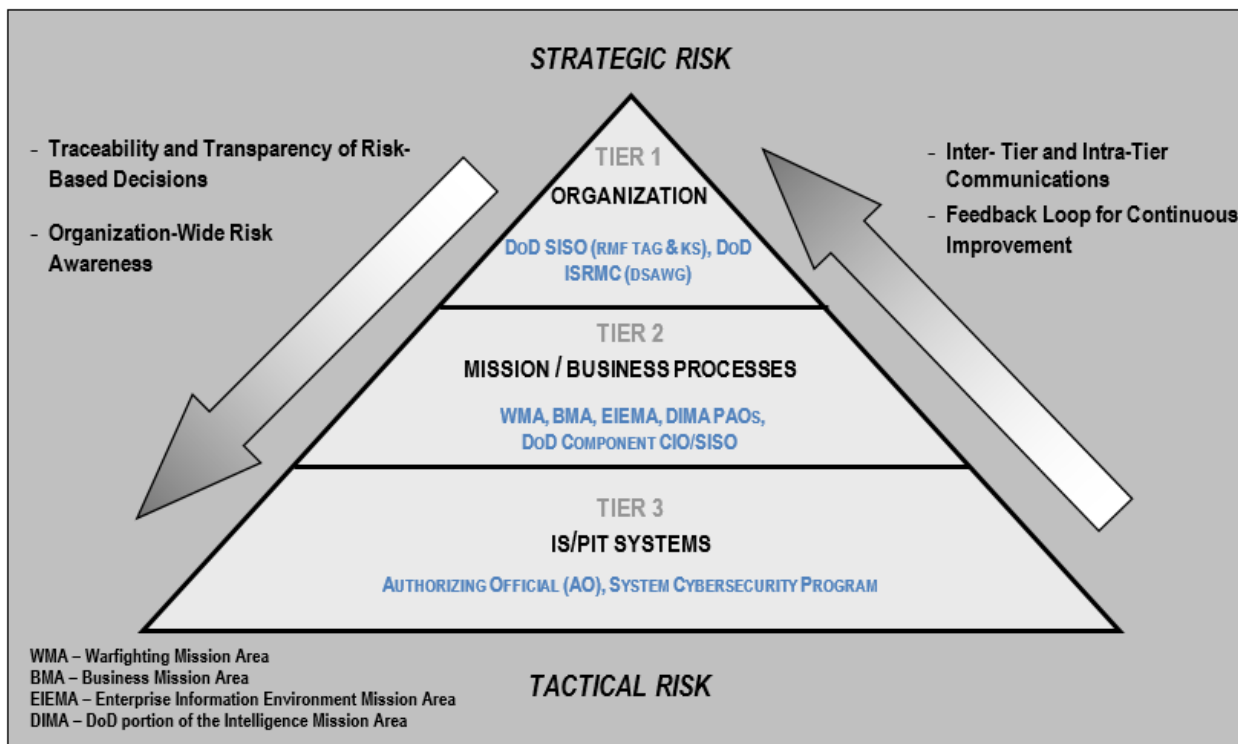 STRATEGIC RISK
- Traceability and Transparency of Risk-
Based Decisions
- Organization-Wide Risk
Awareness
- Inter- Tier and Intra-Tier
Communications
- Feedback Loop for Continuous
Improvement
TIER 1
ORGANIZATION
DOD SISO (RMF TAG & KS), DOD
ISRMC (DSAWG)
TIER 2
MISSION / BUSINESS PROCESSES
WMA, BMA, EIEMA, DIMA PAOS,
DOD COMPONENT CIO/SISO
TIER 3
IS/PIT SYSTEMS
AUTHORIZING OFFICIAL (AO), SYSTEM CYBERSECURITY PROGRAM
WMA – Warfighting Mission Area
BMA – Business Mission Area
EIEMA – Enterprise Information Environment Mission Area
DIMA – DoD portion of the Intelligence Mission Area
TACTICAL RISK